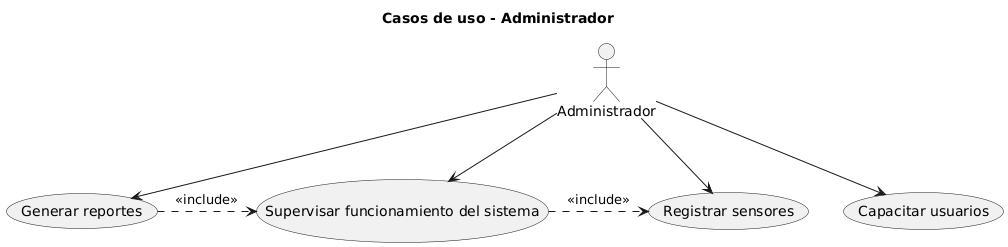 Casos de uso - Administrador
Administrador
«include»
«include»
Generar reportes
Supervisar funcionamiento del sistema
Registrar sensores
Capacitar usuarios